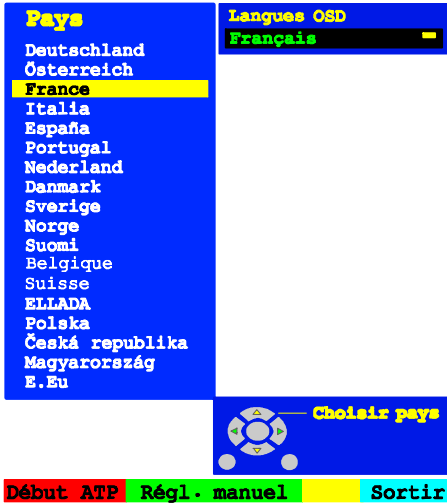 Pays
Deutschland
Österreich
France
Italia
España
Portugal
Nederland
Danmark
Sverige
Norge
Suomi
Belgique
Suisse
ELLADA
Polska
Česká republika
Magyarország
E.Eu
Langues OSD
Français
Choisir pays
Début ATP
Régl. manuel
Sortir